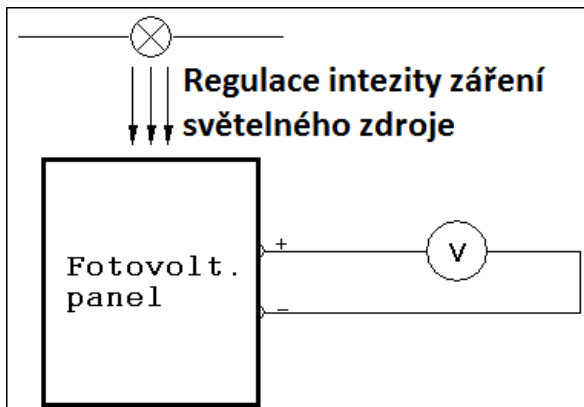 Regulace intezity záření
světelného zdroje
+
V
Fotovolt.
panel
−